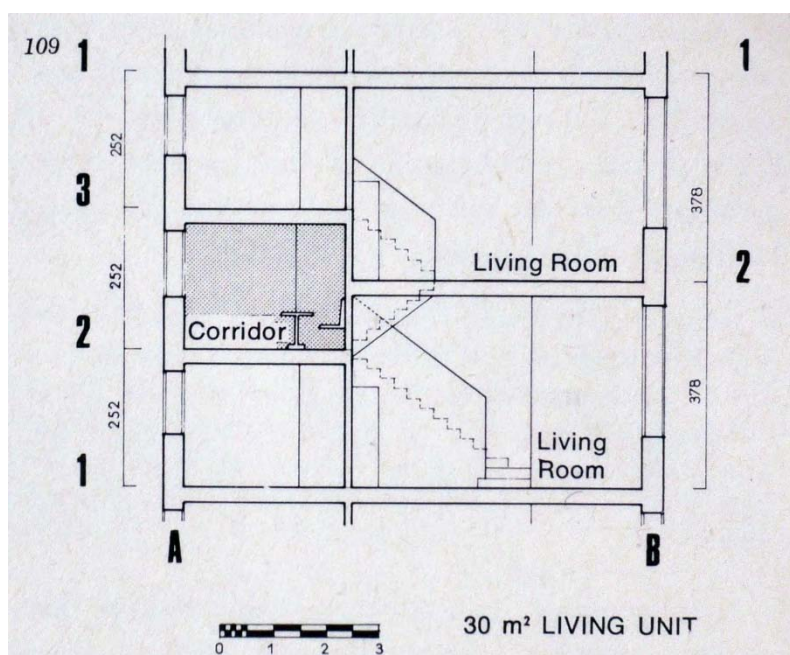 109
1 1
252
3
378
252
Living Room
2
Corridor
2
378
252
Living
Room
1
A B
0 1 2 3
30 m² LIVING UNIT